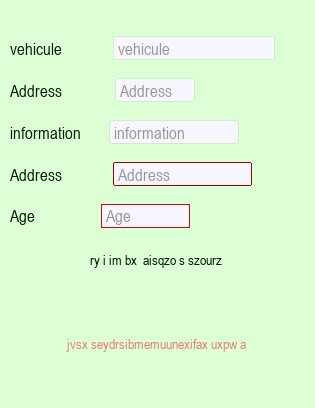 vehicule vehicule
Address Address
information information
Address Address
Age Age
ry i im bx aisqzo s szourz
jvsx seydrsibmemuunexifax uxpw a